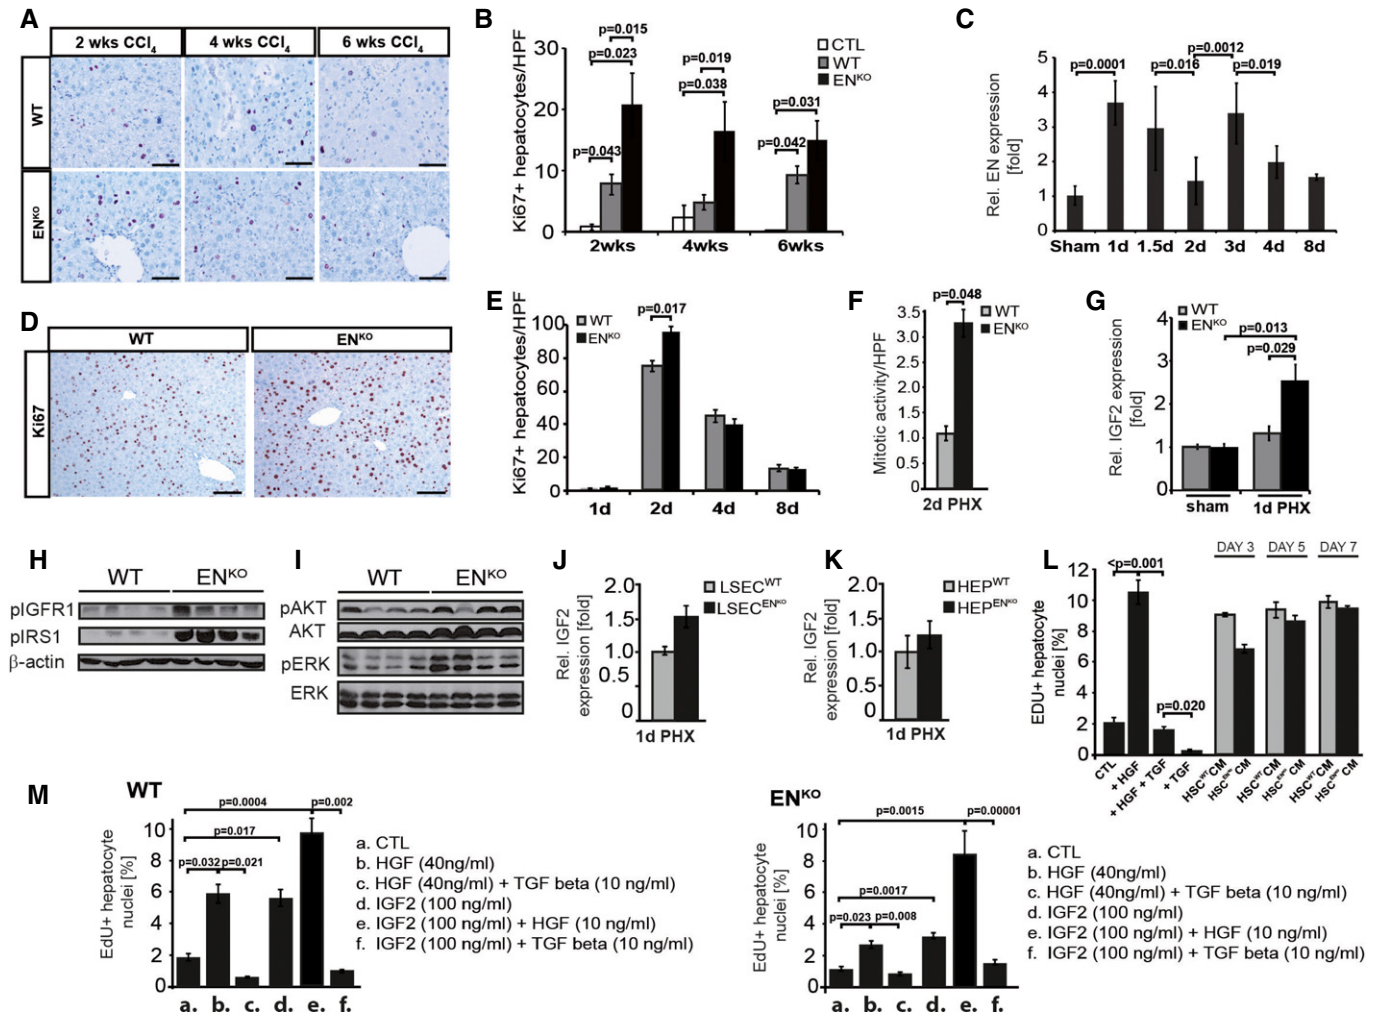 A
2 wks CCl4
4 wks CCl4
6 wks CCl4
WT
ENKO
B
Ki67+ hepatocytes/HPF
30
20
10
0
p=0.015
p=0.023
p=0.043
p=0.019
p=0.038
p=0.031
p=0.042
CTL
WT
ENKO
2wks
4wks
6wks
C
Rel. EN expression
[fold]
5
4
3
2
1
0
p=0.0001
p=0.016
p=0.0012
p=0.019
Sham
1d
1.5d
2d
3d
4d
8d
D
WT
ENKO
Ki67
E
Ki67+ hepatocytes/HPF
100
80
60
40
20
0
WT
ENKO
p=0.017
1d
2d
4d
8d
F
Mitotic activity/HPF
3.5
3.0
2.5
2.0
1.5
1.0
0.5
0
p=0.048
WT
ENKO
2d PHX
G
Rel. IGF2 expression
[fold]
4
3
2
1
0
WT
ENKO
p=0.013
p=0.029
sham
1d PHX
H
WT
ENKO
pIGFR1
pIRS1
β-actin
I
WT
ENKO
pAKT
AKT
pERK
ERK
J
Rel. IGF2
expression [fold]
2.0
1.5
1.0
0.5
0
LSECWT
LSECENKO
1d PHX
K
Rel. IGF2
expression [fold]
2.0
1.5
1.0
0.5
0
HEPWT
HEPENKO
1d PHX
L
EDU+ hepatocyte
nuclei [%]
12
10
8
6
4
2
0
<p=0.001
p=0.020
DAY 3
DAY 5
DAY 7
CTL
+ HGF
+ HGF + TGF
+ TGF
HSCWTCM
HSCENKO CM
HSCWTCM
HSCENKO CM
HSCWTCM
HSCENKO CM
M
WT
EdU+ hepatocyte
nuclei [%]
10
8
6
4
2
0
p=0.0004
p=0.002
p=0.017
p=0.032
p=0.021
a. b. c. d. e. f.
a. CTL
b. HGF (40ng/ml)
c. HGF (40ng/ml) + TGF beta (10 ng/ml)
d. IGF2 (100 ng/ml)
e. IGF2 (100 ng/ml) + HGF (10 ng/ml)
f. IGF2 (100 ng/ml) + TGF beta (10 ng/ml)
ENKO
EdU+ hepatocyte
nuclei [%]
10
8
6
4
2
0
p=0.0015
p=0.00001
p=0.0017
p=0.023
p=0.008
a. b. c. d. e. f.
a. CTL
b. HGF (40ng/ml)
c. HGF (40ng/ml) + TGF beta (10 ng/ml)
d. IGF2 (100 ng/ml)
e. IGF2 (100 ng/ml) + HGF (10 ng/ml)
f. IGF2 (100 ng/ml) + TGF beta (10 ng/ml)